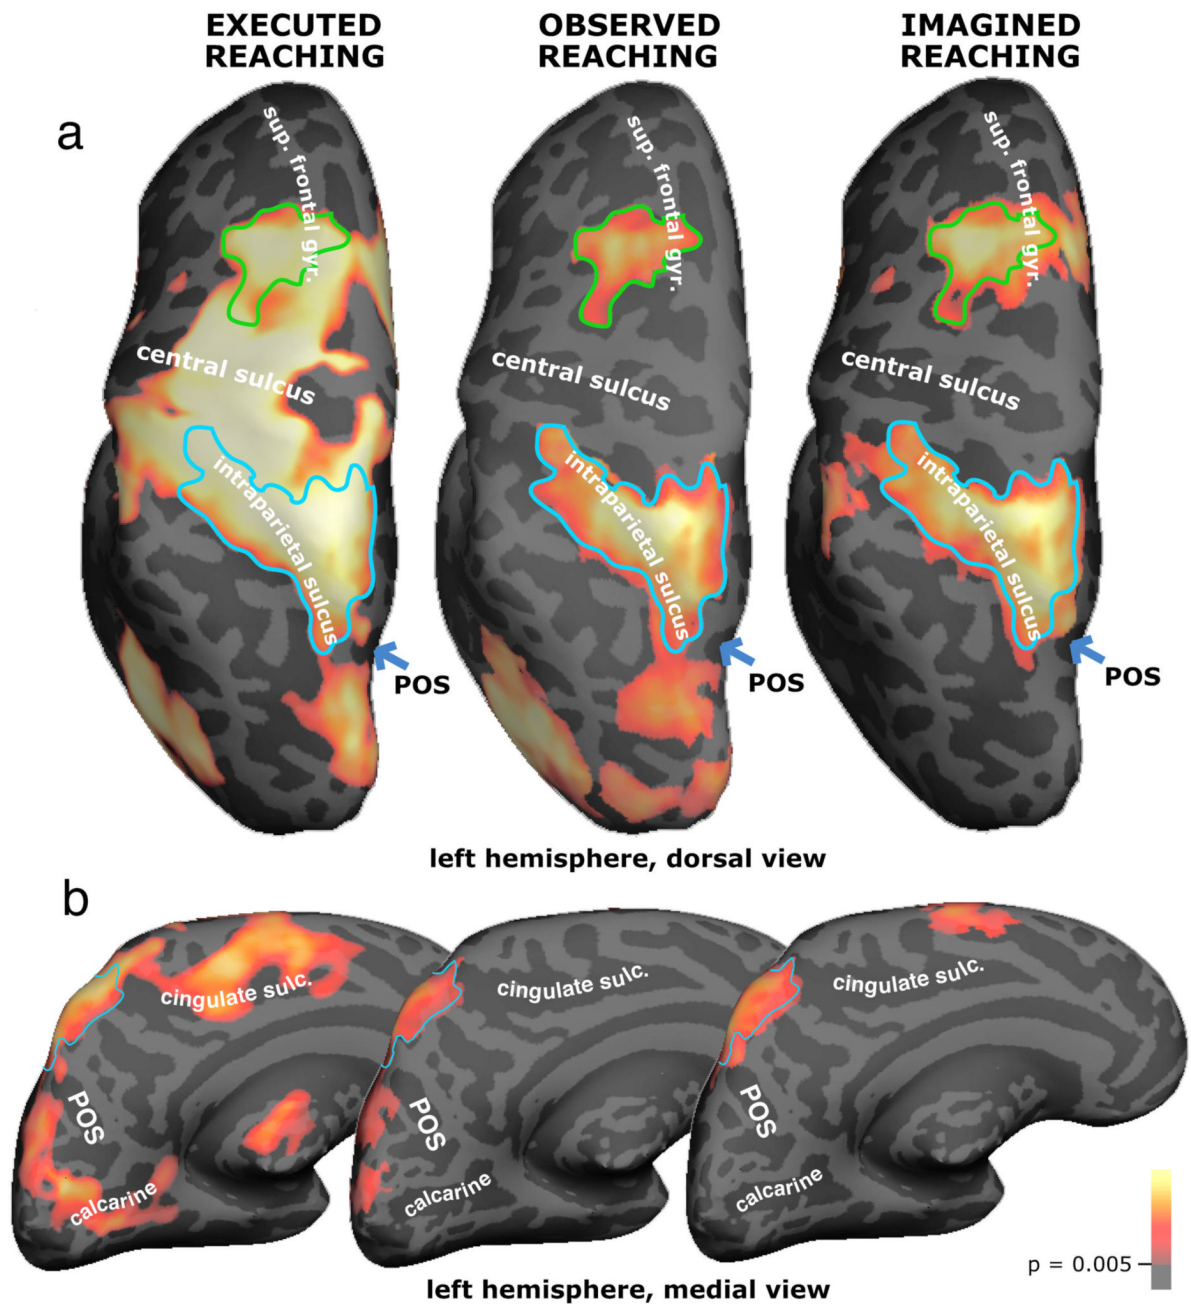 EXECUTED
REACHING
OBSERVED
REACHING
IMAGINED
REACHING
a
sup. frontal gyr.
sup. frontal gyr.
sup. frontal gyr.
central sulcus
central sulcus
central sulcus
intraparietal sulcus
intraparietal sulcus
intraparietal sulcus
POS
POS
POS
left hemisphere, dorsal view
b
cingulate sulc.
cingulate sulc.
cingulate sulc.
POS
POS
POS
calcarine
calcarine
calcarine
p = 0.005
left hemisphere, medial view